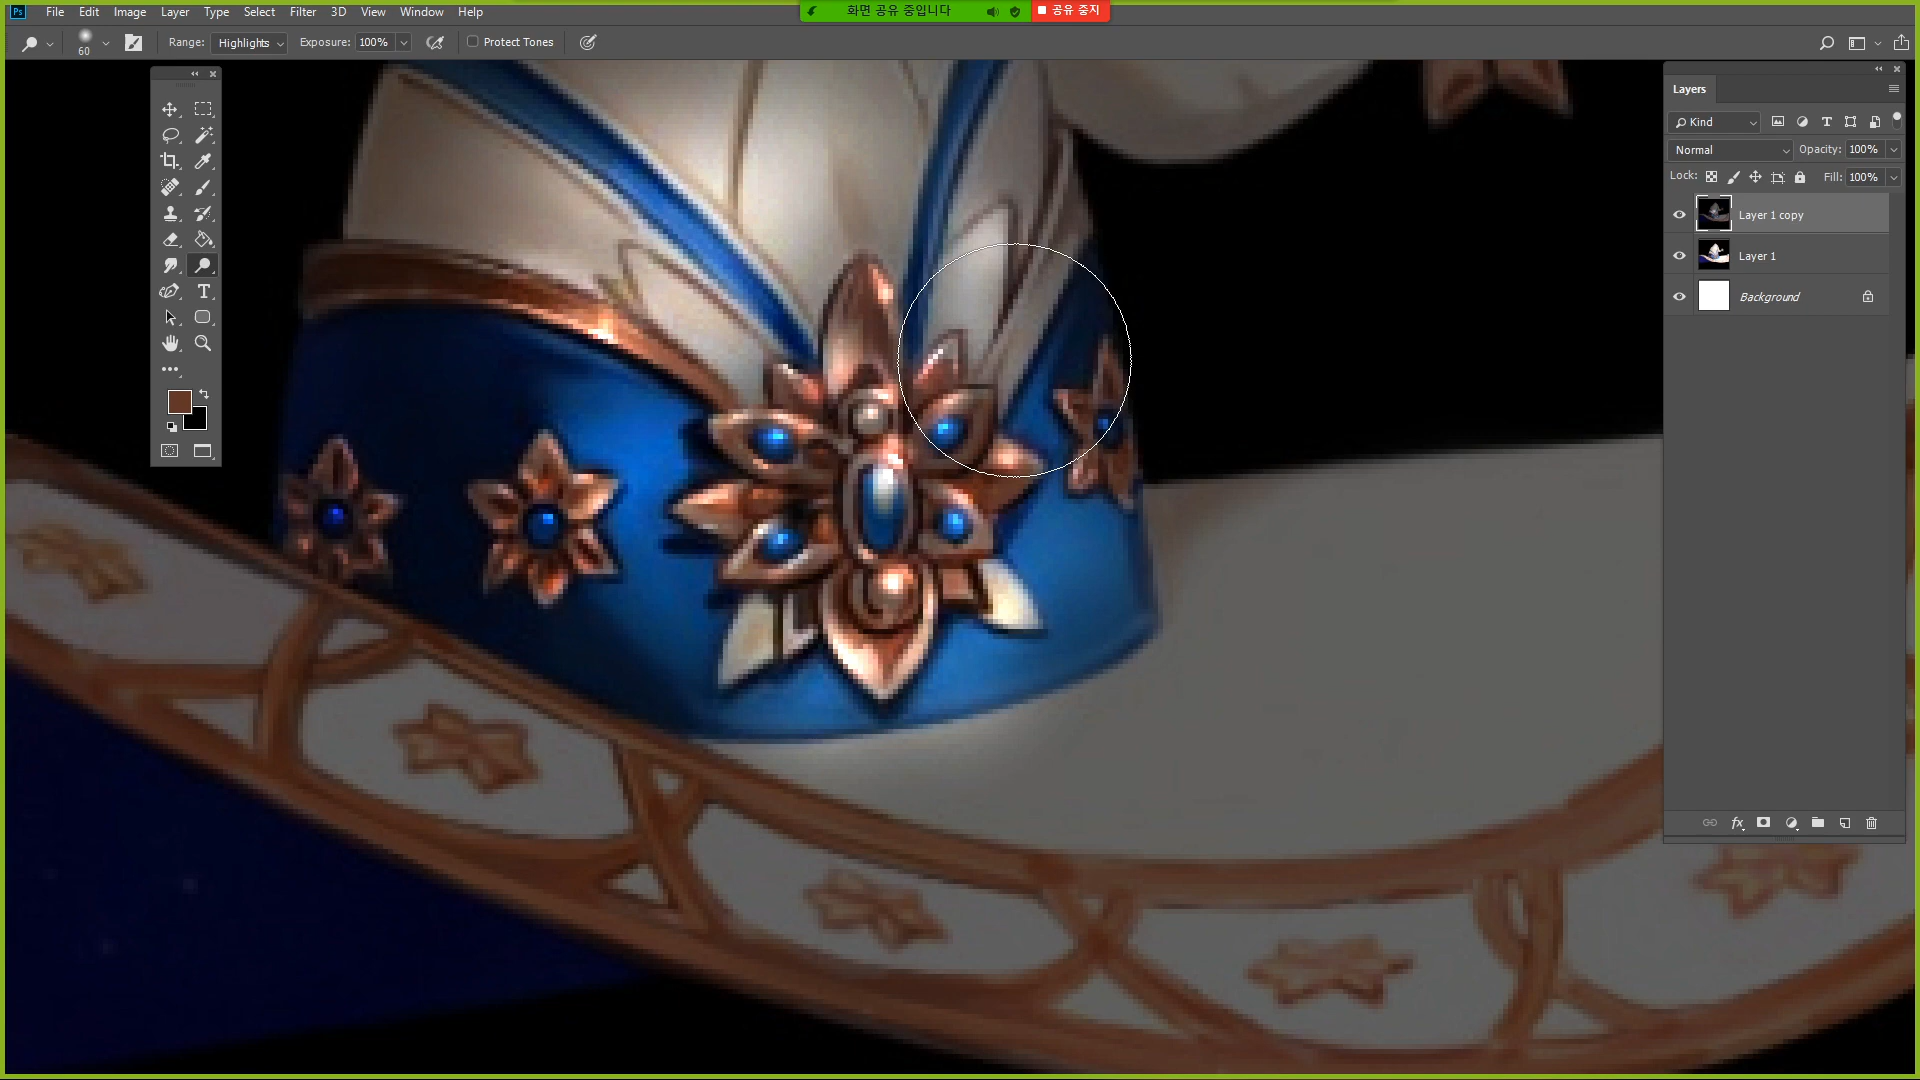 Ps File Edit Image Layer Type Select Filter 3D View Window Help
화면 공유 중입니다 공유 중지
60 Range: Highlights Exposure: 100% Protect Tones
Layers
Kind
Normal Opacity: 100%
Lock: Fill: 100%
Layer 1 copy
Layer 1
Background
fx